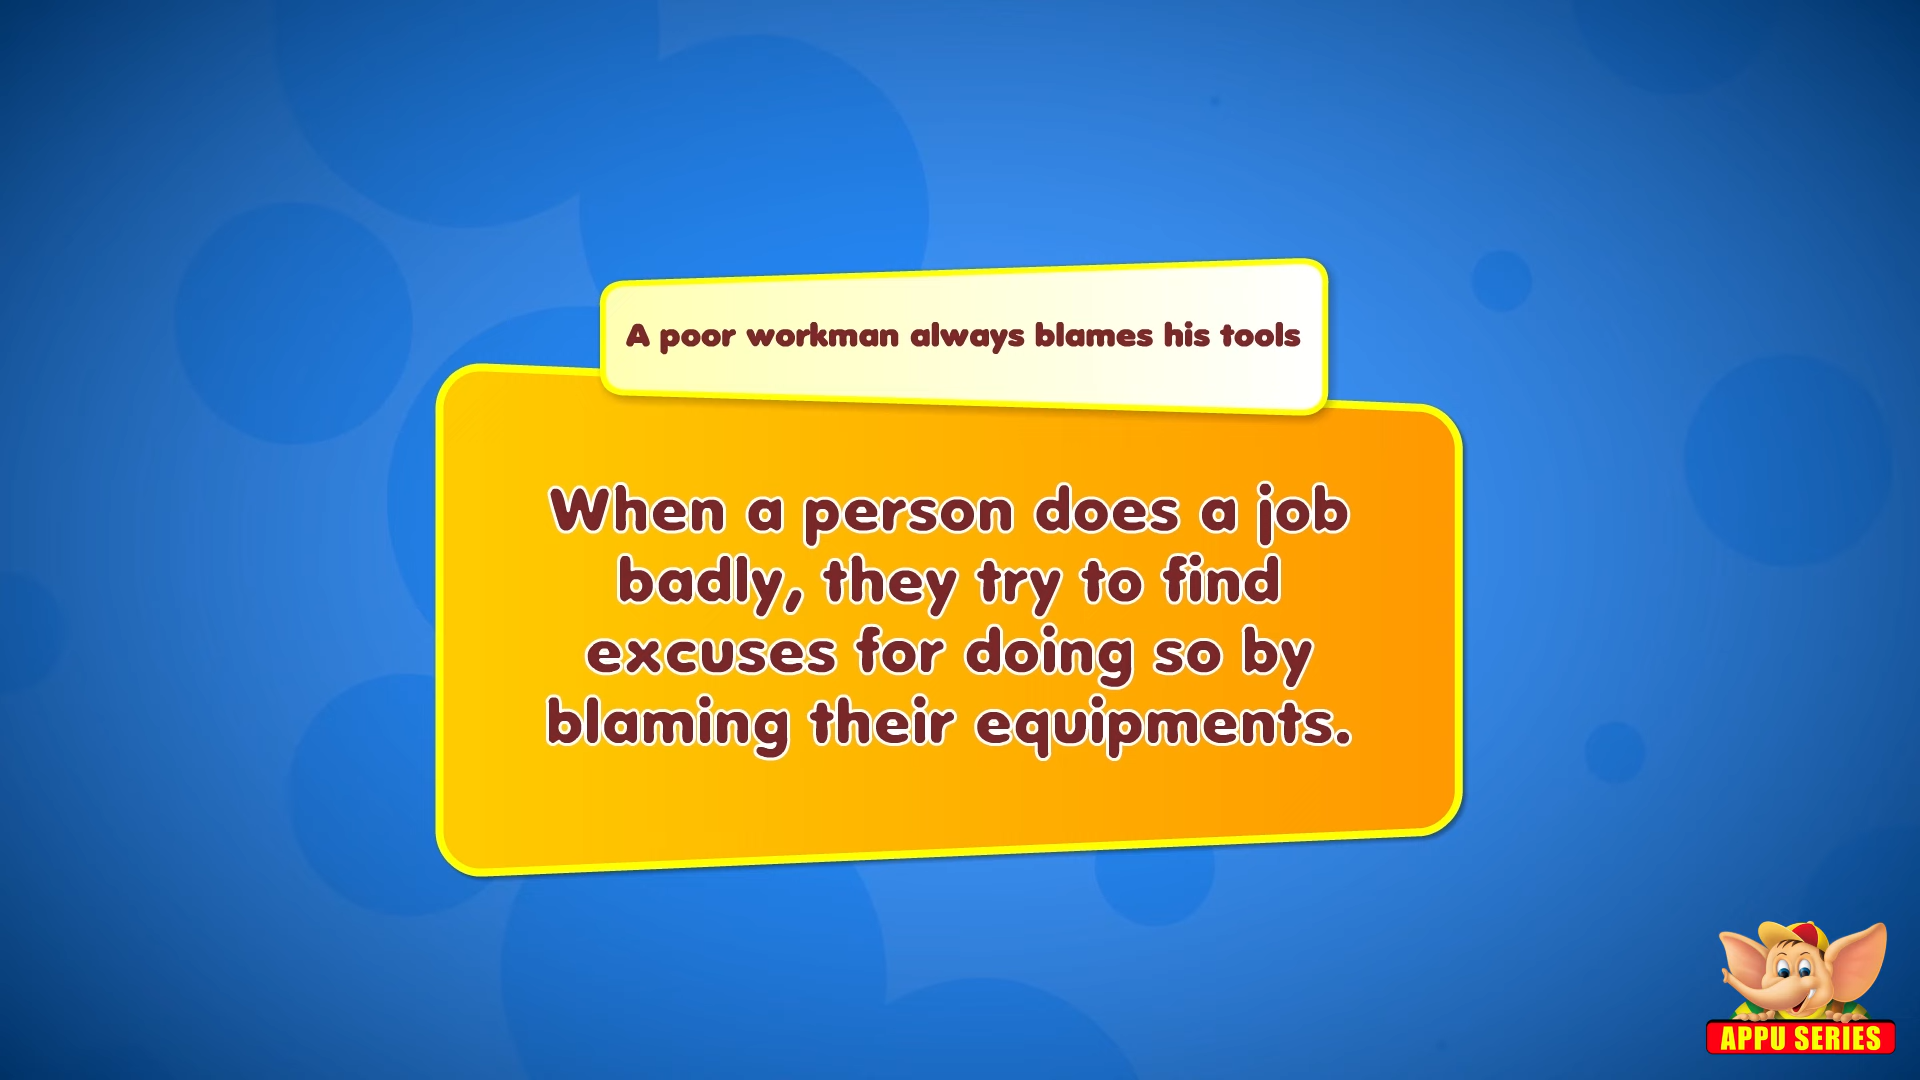 A poor workman always blames his tools
When a person does a job
badly, they try to find
excuses for doing so by
blaming their equipments.
APPU SERIES